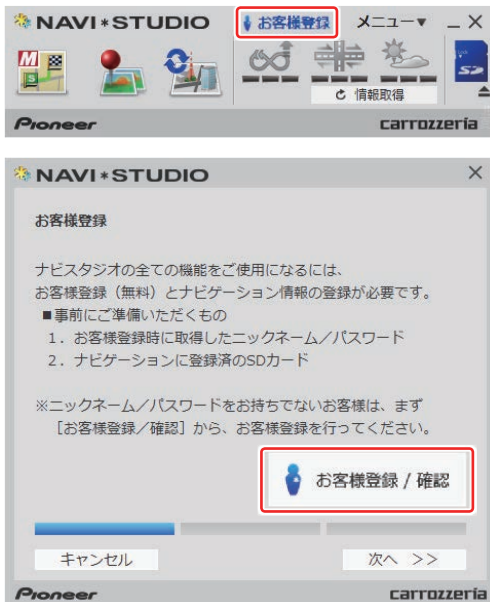 NAVI*STUDIO お客様登録 メニュー▼ _ X
情報取得
Pioneer carrozzeria
NAVI*STUDIO X
お客様登録
ナビスタジオの全ての機能をご使用になるには、
お客様登録（無料）とナビゲーション情報の登録が必要です。
■事前にご準備いただくもの
１．お客様登録時に取得したニックネーム／パスワード
２．ナビゲーションに登録済のSDカード
※ニックネーム／パスワードをお持ちでないお客様は、まず
［お客様登録／確認］から、お客様登録を行ってください。
お客様登録 / 確認
キャンセル 次へ >>
Pioneer carrozzeria